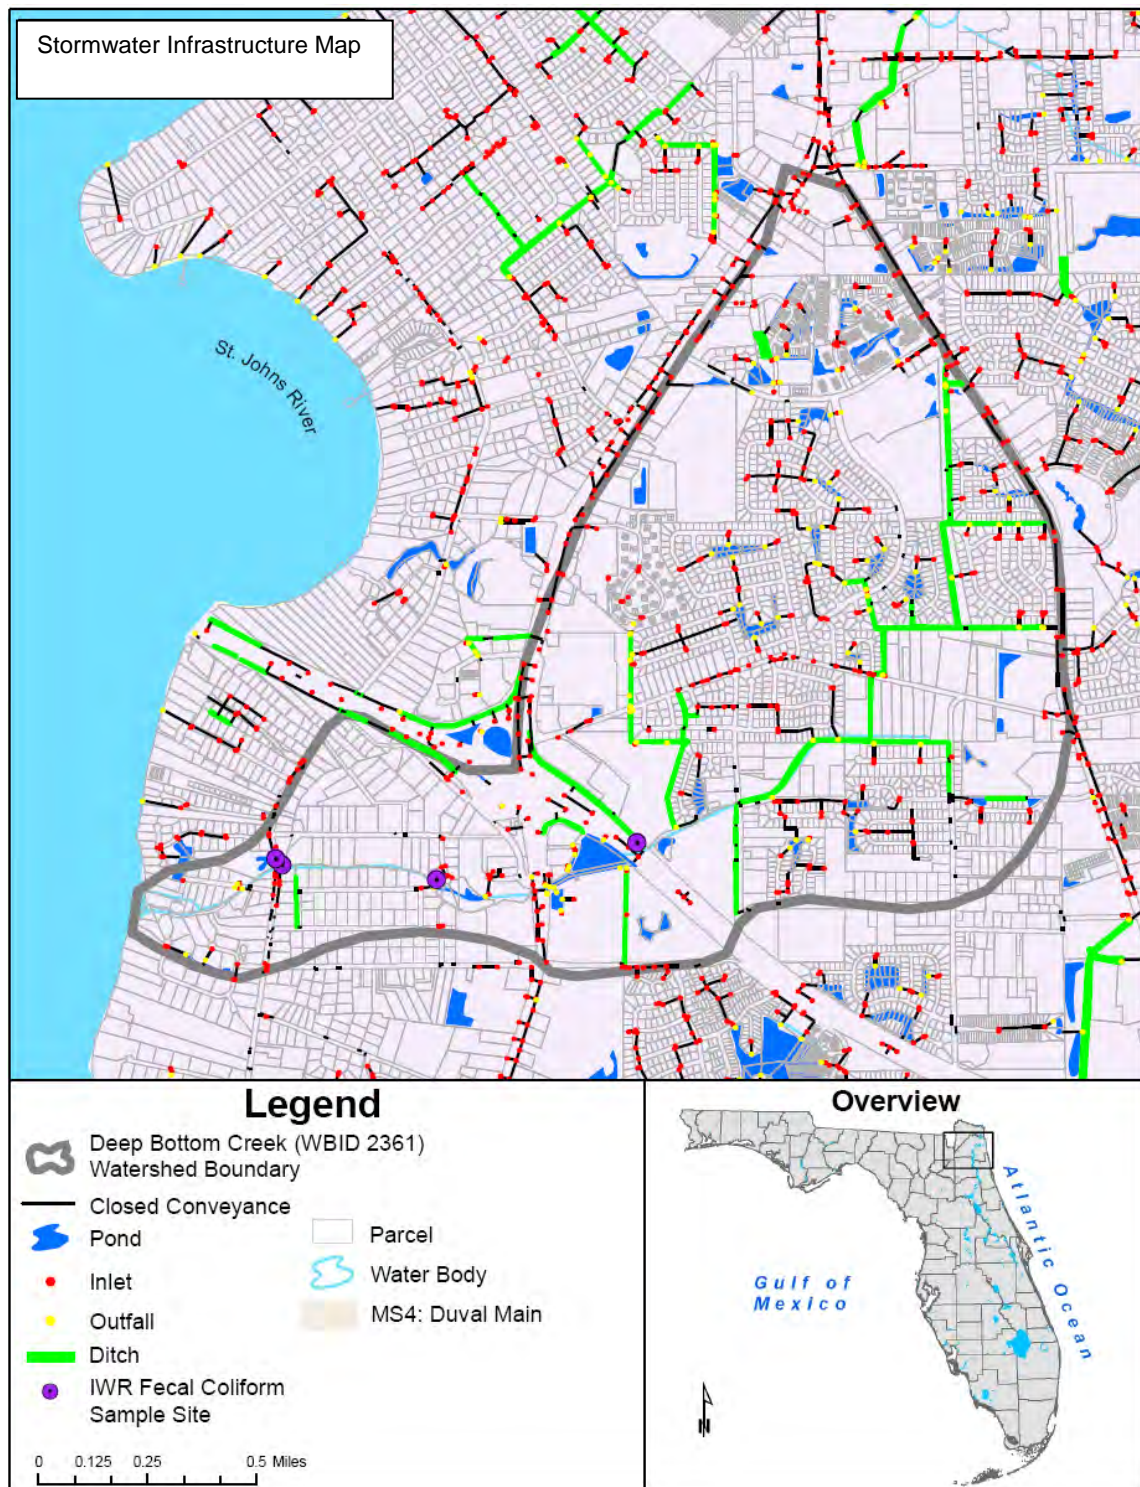 Stormwater Infrastructure Map
St. Johns River
Legend
Deep Bottom Creek (WBID 2361)
Watershed Boundary
Closed Conveyance
Pond
Inlet
Outfall
Ditch
IWR Fecal Coliform
Sample Site
Parcel
Water Body
MS4: Duval Main
0 0.125 0.25 0.5 Miles
Overview
Gulf of
Mexico
Atlantic Ocean
N